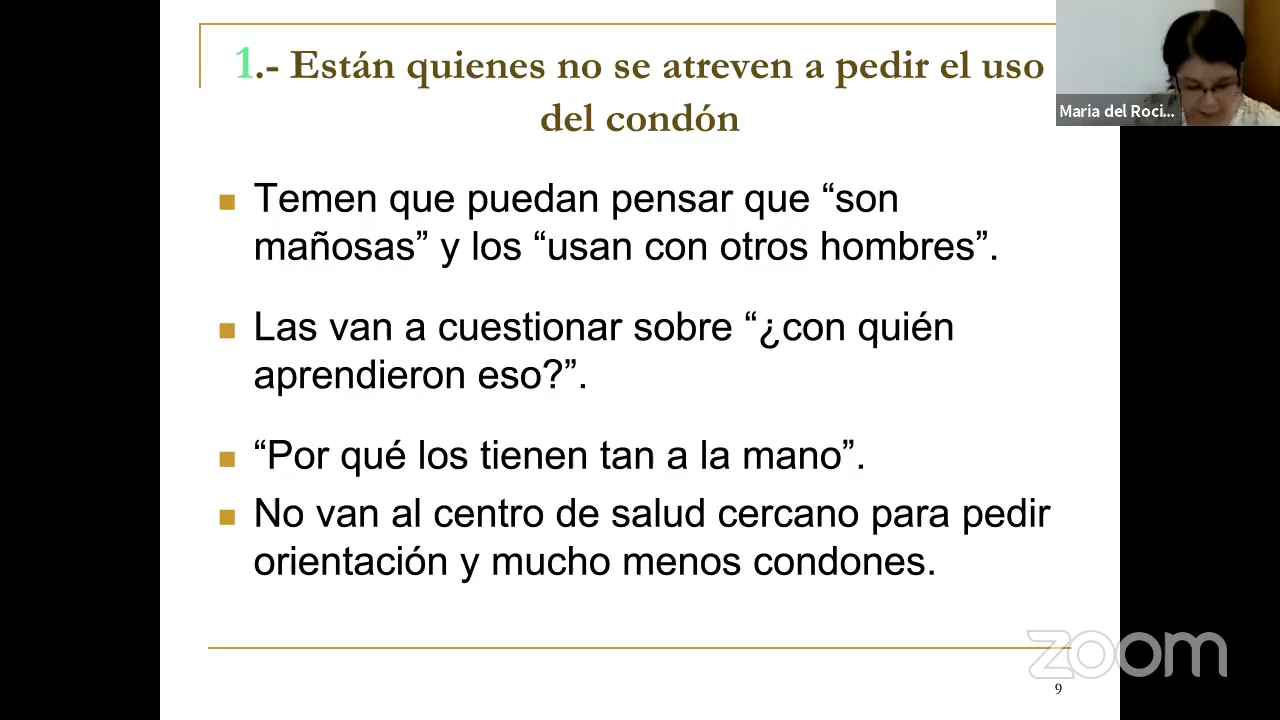 1.- Están quienes no se atreven a pedir el uso
del condón
Maria del Roci...
Temen que puedan pensar que “son
mañosas” y los “usan con otros hombres”.
Las van a cuestionar sobre “¿con quién
aprendieron eso?”.
“Por qué los tienen tan a la mano”.
No van al centro de salud cercano para pedir
orientación y mucho menos condones.
zoom
9